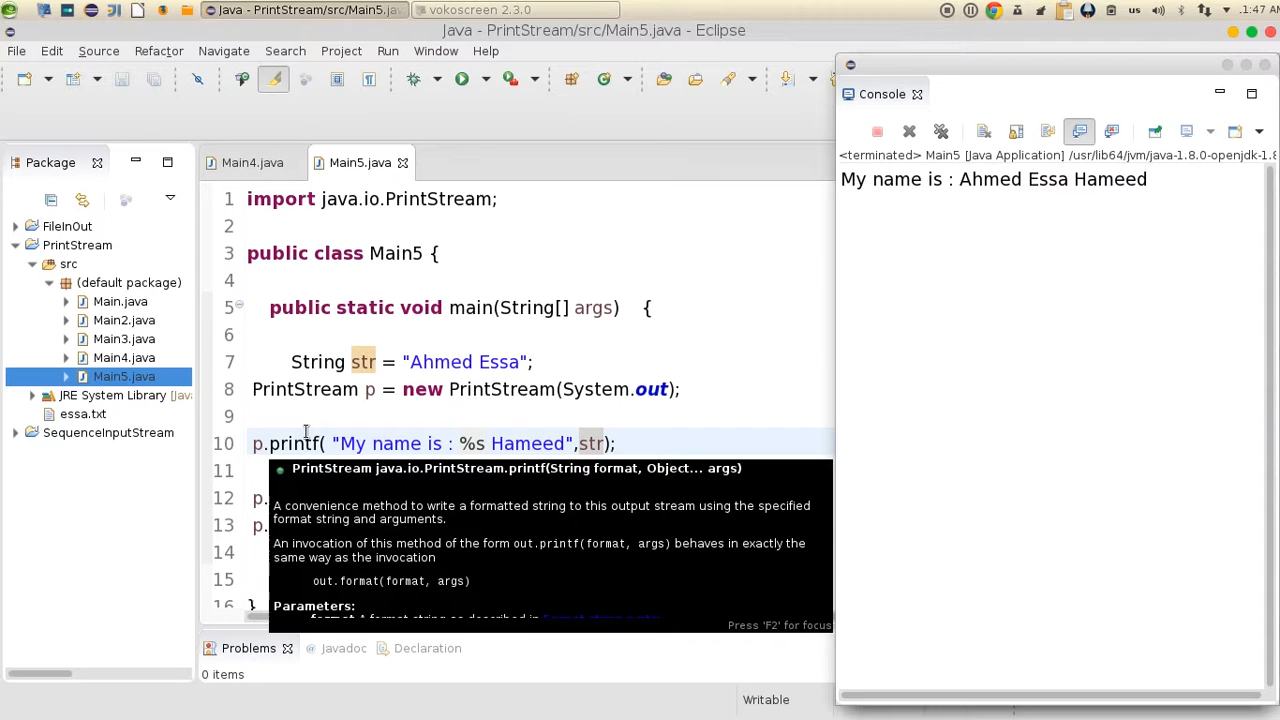 Java - PrintStream/src/Main5.java
vokoscreen 2.3.0
us
1:47 AM
Java - PrintStream/src/Main5.java - Eclipse
File Edit Source Refactor Navigate Search Project Run Window Help
Package
Main4.java
Main5.java
FileInOut
PrintStream
src
(default package)
Main.java
Main2.java
Main3.java
Main4.java
Main5.java
JRE System Library [Java
essa.txt
SequenceInputStream
1 import java.io.PrintStream;
2
3 public class Main5 {
4
5 public static void main(String[] args) {
6
7 String str = "Ahmed Essa";
8 PrintStream p = new PrintStream(System.out);
9
10 p.printf( "My name is : %s Hameed",str);
11
12 p.
13 p.
14
15
16 }
PrintStream java.io.PrintStream.printf(String format, Object... args)
A convenience method to write a formatted string to this output stream using the specified
format string and arguments.
An invocation of this method of the form out.printf(format, args) behaves in exactly the
same way as the invocation
out.format(format, args)
Parameters:
Press 'F2' for focus
Problems Javadoc Declaration
0 items
Writable
Console
<terminated> Main5 [Java Application] /usr/lib64/jvm/java-1.8.0-openjdk-1.8
My name is : Ahmed Essa Hameed